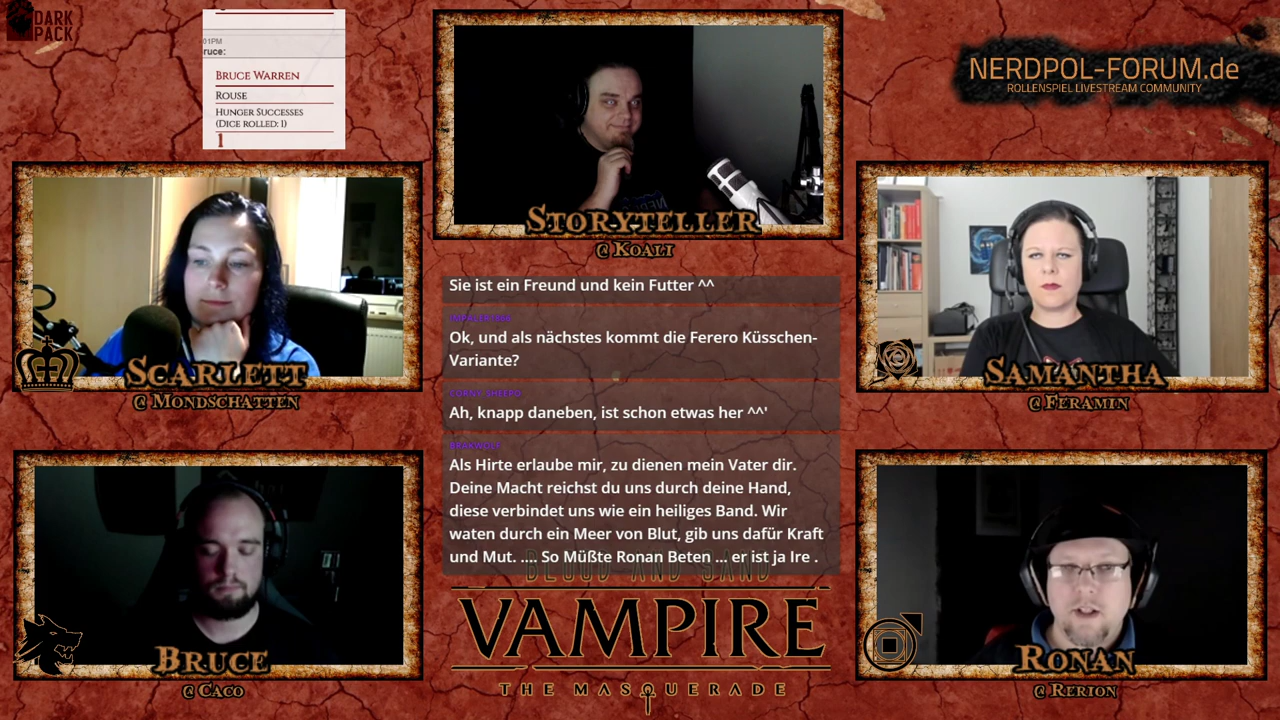 DARK
PACK
01PM
ruce:
BRUCE WARREN
ROUSE
HUNGER SUCCESSES
(DICE ROLLED: 1)
1
NERDPOL-FORUM.de
ROLLENSPIEL LIVESTREAM COMMUNITY
STORYTELLER
@ KOALI
SCARLETT
@ MONDSCHATTEN
SAMANTHA
@ FERAMIN
Sie ist ein Freund und kein Futter ^^
Ok, und als nächstes kommt die Ferero Küsschen-
Variante?
Ah, knapp daneben, ist schon etwas her ^^'
Als Hirte erlaube mir, zu dienen mein Vater dir.
Deine Macht reichst du uns durch deine Hand,
diese verbindet uns wie ein heiliges Band. Wir
waten durch ein Meer von Blut, gib uns dafür Kraft
und Mut. .... So Müßte Ronan Beten ... er ist ja Ire .
BLOOD AND SAND
VAMPIRE
THE MASQUERADE
BRUCE
@ CACO
RONAN
@ RERION